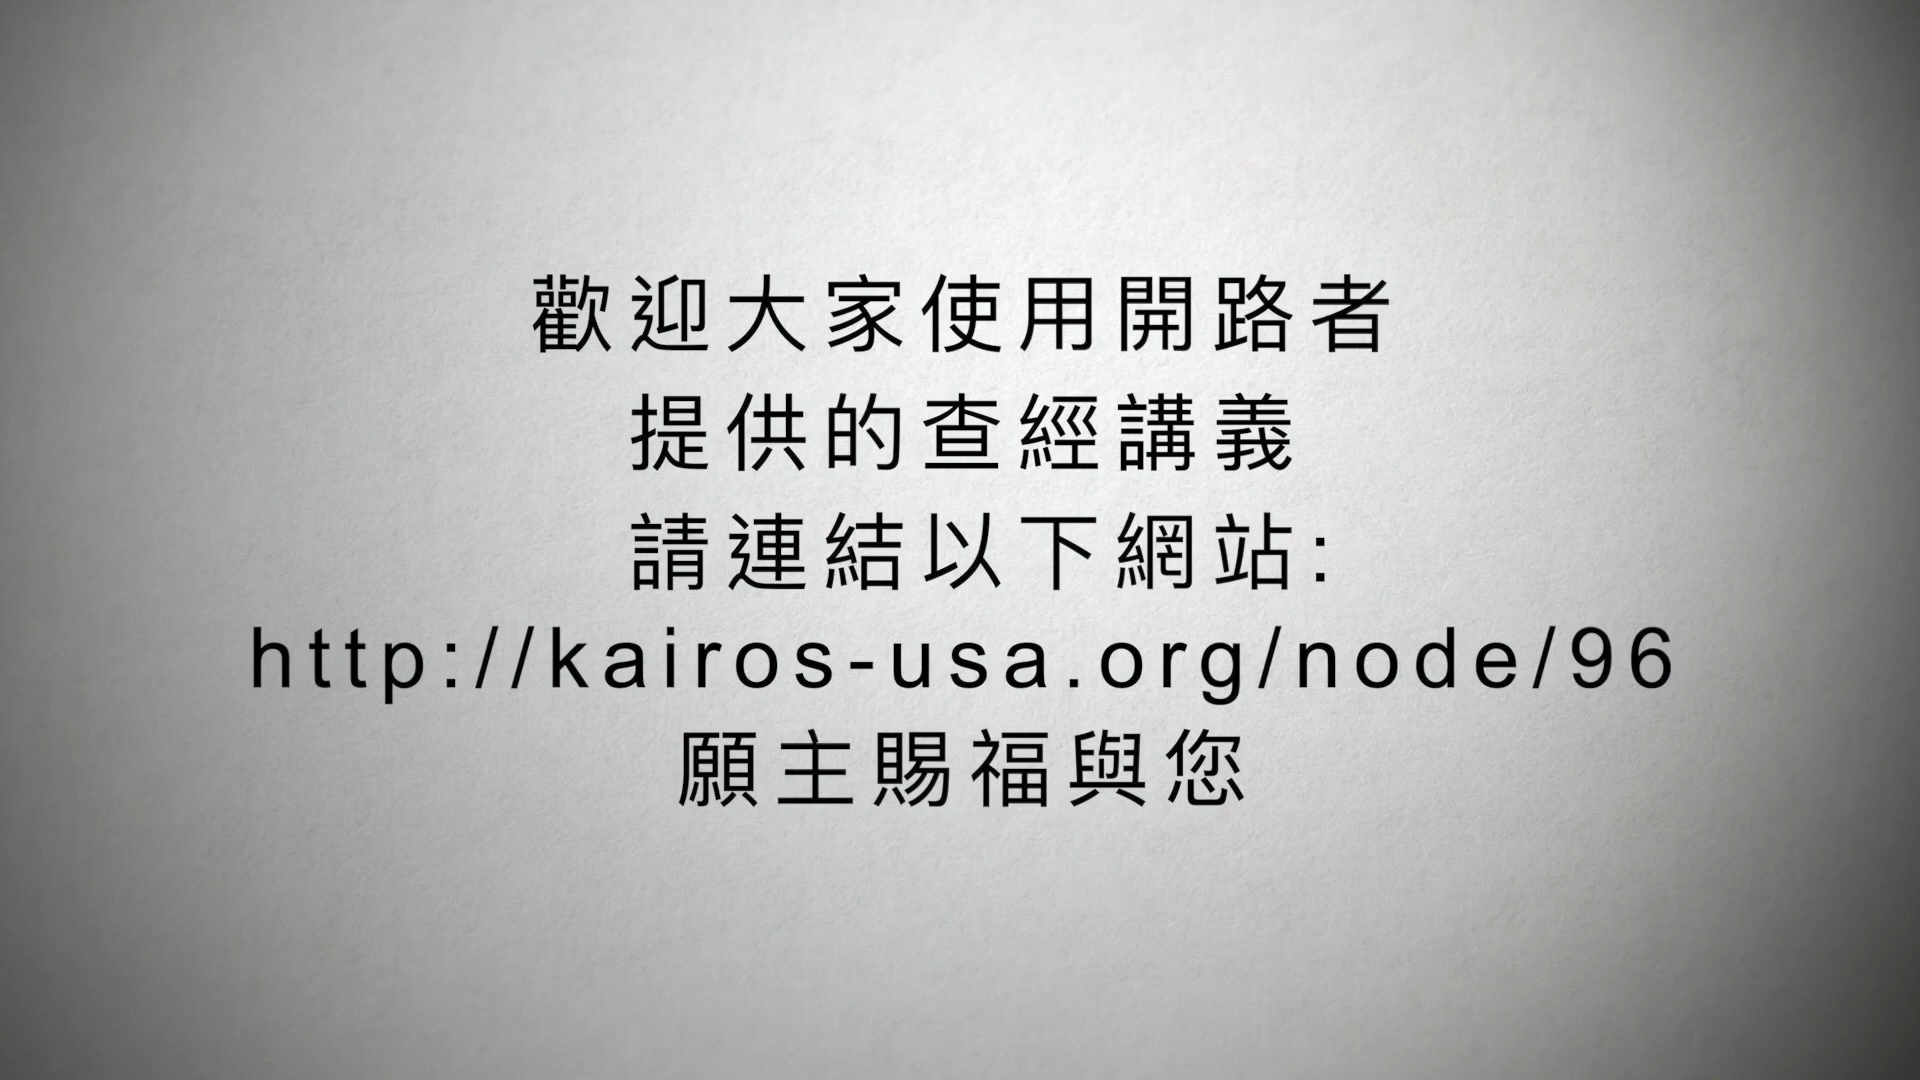 歡迎大家使用開路者
提供的查經講義
請連結以下網站:
http://kairos-usa.org/node/96
願主賜福與您